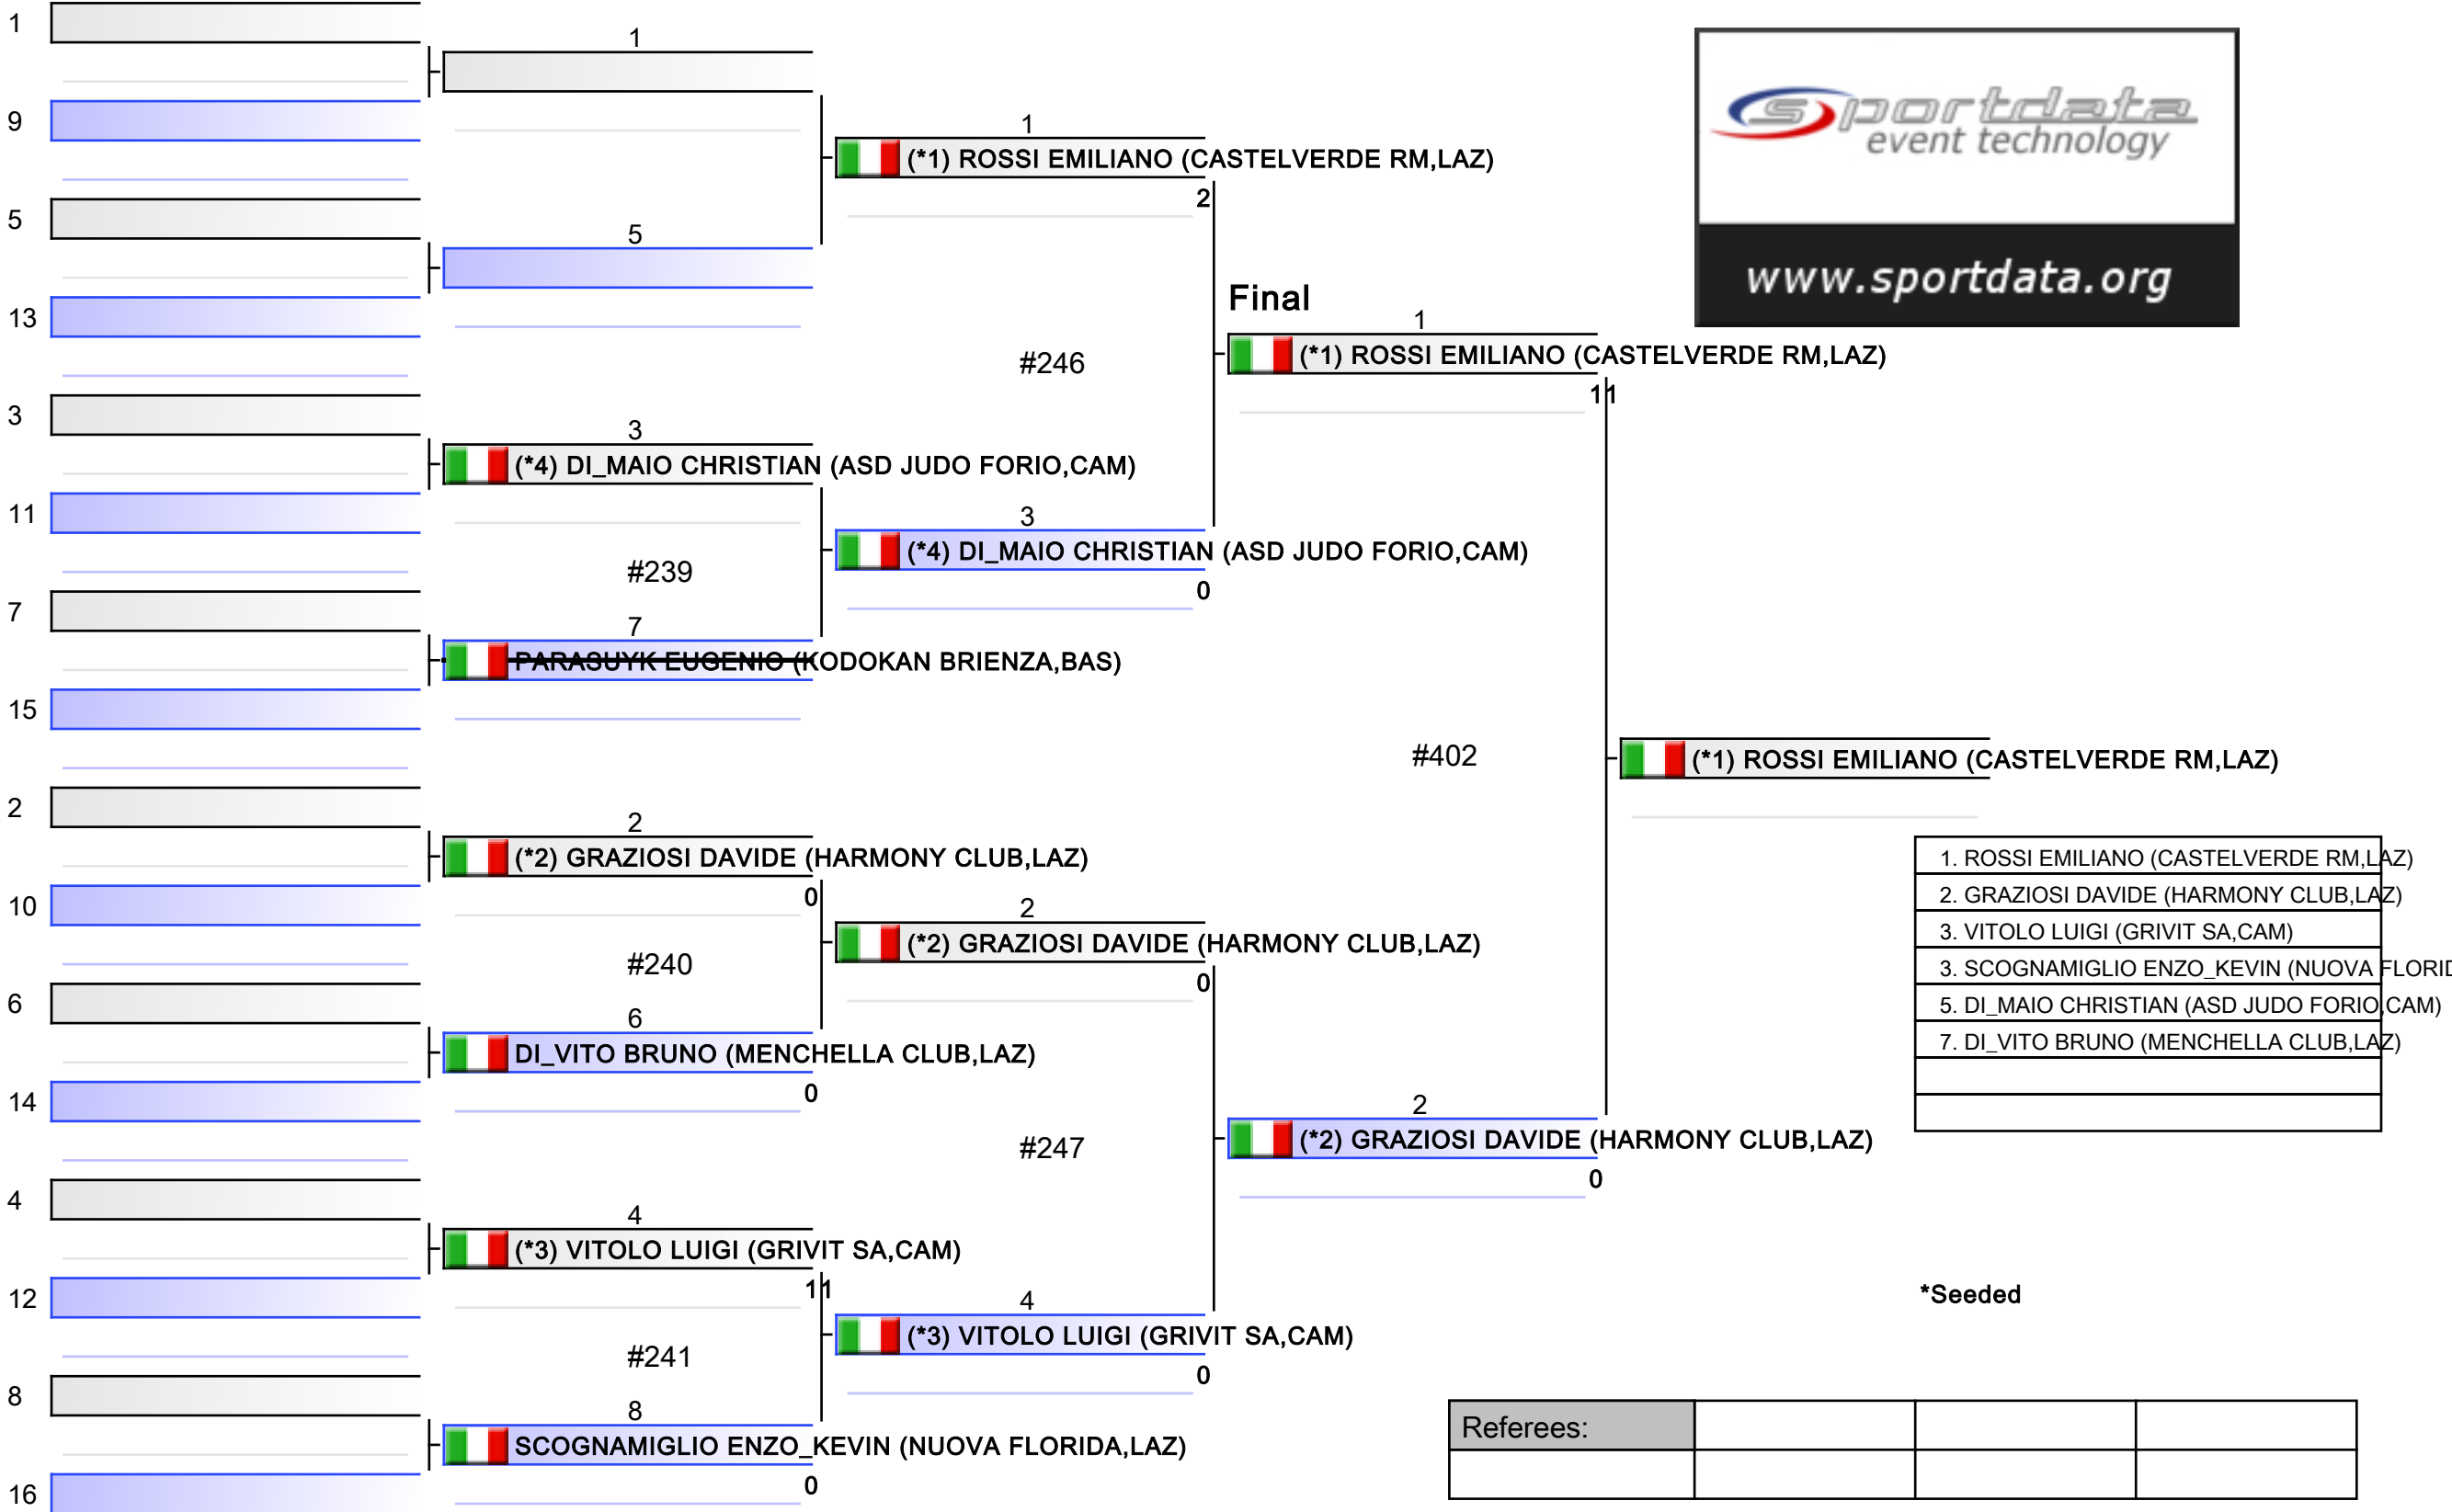 1
9
5
13
3
11
7
15
2
10
6
14
4
12
8
16
1
5
3
(*4) DI_MAIO CHRISTIAN (ASD JUDO FORIO,CAM)
#239
7
PARASUYK EUGENIO (KODOKAN BRIENZA,BAS)
2
(*2) GRAZIOSI DAVIDE (HARMONY CLUB,LAZ)
0
#240
6
DI_VITO BRUNO (MENCHELLA CLUB,LAZ)
0
4
(*3) VITOLO LUIGI (GRIVIT SA,CAM)
11
#241
8
SCOGNAMIGLIO ENZO_KEVIN (NUOVA FLORIDA,LAZ)
0
1
(*1) ROSSI EMILIANO (CASTELVERDE RM,LAZ)
2
#246
3
(*4) DI_MAIO CHRISTIAN (ASD JUDO FORIO,CAM)
0
2
(*2) GRAZIOSI DAVIDE (HARMONY CLUB,LAZ)
0
#247
4
(*3) VITOLO LUIGI (GRIVIT SA,CAM)
0
Final
1
(*1) ROSSI EMILIANO (CASTELVERDE RM,LAZ)
11
#402
2
(*2) GRAZIOSI DAVIDE (HARMONY CLUB,LAZ)
0
(*1) ROSSI EMILIANO (CASTELVERDE RM,LAZ)
sportdata
event technology
www.sportdata.org
1. ROSSI EMILIANO (CASTELVERDE RM,LAZ)
2. GRAZIOSI DAVIDE (HARMONY CLUB,LAZ)
3. VITOLO LUIGI (GRIVIT SA,CAM)
3. SCOGNAMIGLIO ENZO_KEVIN (NUOVA
5. DI_MAIO CHRISTIAN (ASD JUDO FORIO,CAM)
7. DI_VITO BRUNO (MENCHELLA CLUB,LAZ)
*Seeded
Referees: